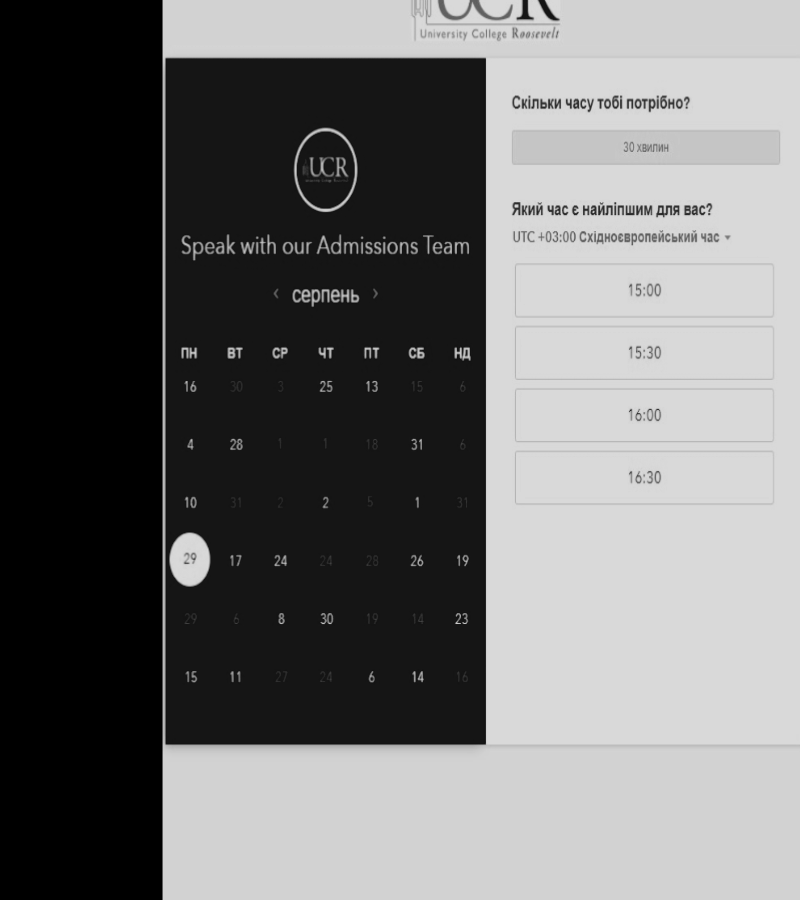 UCR
University College Roosevelt
UCR
Speak with our Admissions Team
‹ серпень ›
ПН ВТ СР ЧТ ПТ СБ НД
16 30 3 25 13 15 6
4 28 1 1 18 31 6
10 31 2 2 5 1 31
29 17 24 24 28 26 19
29 6 8 30 19 14 23
15 11 27 24 6 14 16
Скільки часу тобі потрібно?
30 хвилин
Який час є найліпшим для вас?
UTC +03:00 Східноєвропейський час
15:00
15:30
16:00
16:30